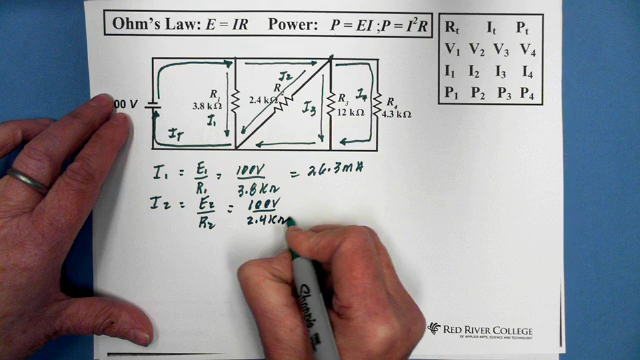 Ohm's Law: E = IR Power: P = EI ; P = I²R
Rt It Pt
V1 V2 V3 V4
I1 I2 I3 I4
P1 P2 P3 P4
00 V
R1
3.8 kΩ
2.4 kΩ
R3
12 kΩ
R4
4.3 kΩ
IT
I1
I2
I3
I4
I1 = E1/R1 = 100V/3.8KΩ = 26.3mA
I2 = E2/R2 = 100V/2.4KΩ
Sharpie
RED RIVER COLLEGE
OF APPLIED ARTS, SCIENCE AND TECHNOLOGY